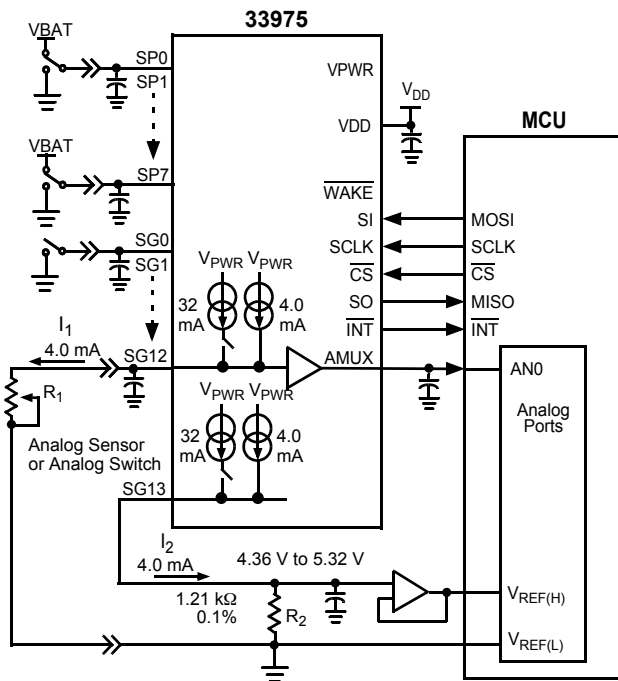 33975
VBAT
SP0
SP1
VPWR
VDD
VDD
MCU
VBAT
SP7
WAKE
SI
MOSI
SG0
SCLK
SCLK
SG1
CS
CS
VPWR VPWR
SO
MISO
32 mA
4.0 mA
INT
INT
I1
4.0 mA
SG12
AMUX
AN0
R1
VPWR VPWR
Analog Ports
Analog Sensor
or Analog Switch
32 mA
4.0 mA
SG13
I2
4.0 mA
4.36 V to 5.32 V
1.21 kΩ
0.1%
R2
VREF(H)
VREF(L)